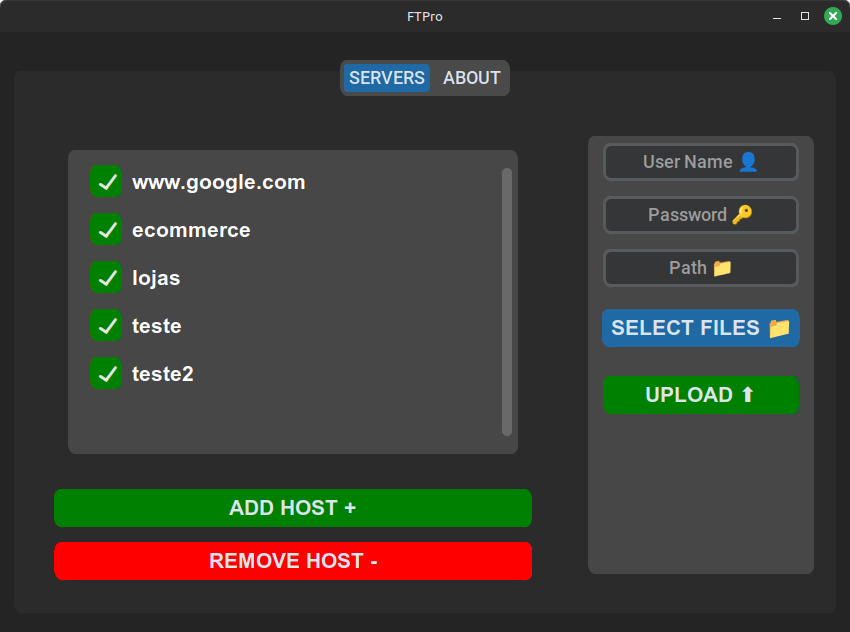 FTPro
SERVERS ABOUT
www.google.com
ecommerce
lojas
teste
teste2
ADD HOST +
REMOVE HOST -
User Name 👤
Password 🔑
Path 📁
SELECT FILES 📁
UPLOAD ⬆